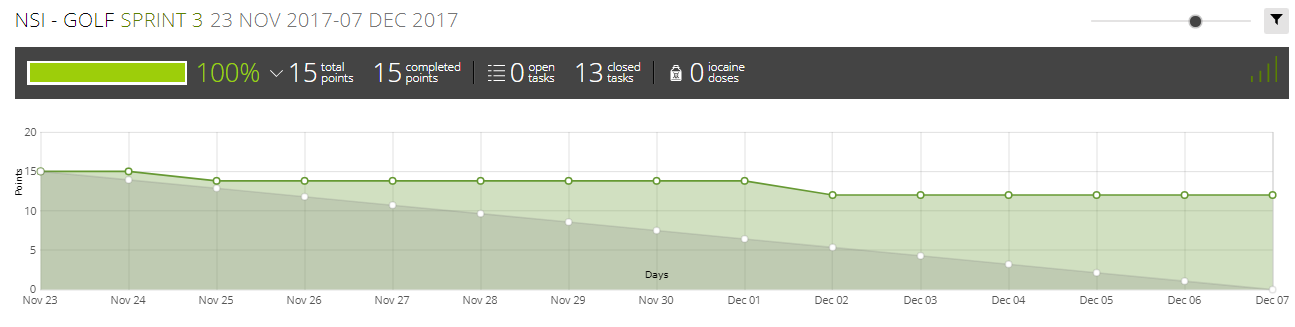 NSI - GOLF SPRINT 3 23 NOV 2017-07 DEC 2017
100% 15 total points 15 completed points 0 open tasks 13 closed tasks 0 iocaine doses
20
15
10
5
0
Points
Days
Nov 23 Nov 24 Nov 25 Nov 26 Nov 27 Nov 28 Nov 29 Nov 30 Dec 01 Dec 02 Dec 03 Dec 04 Dec 05 Dec 06 Dec 07